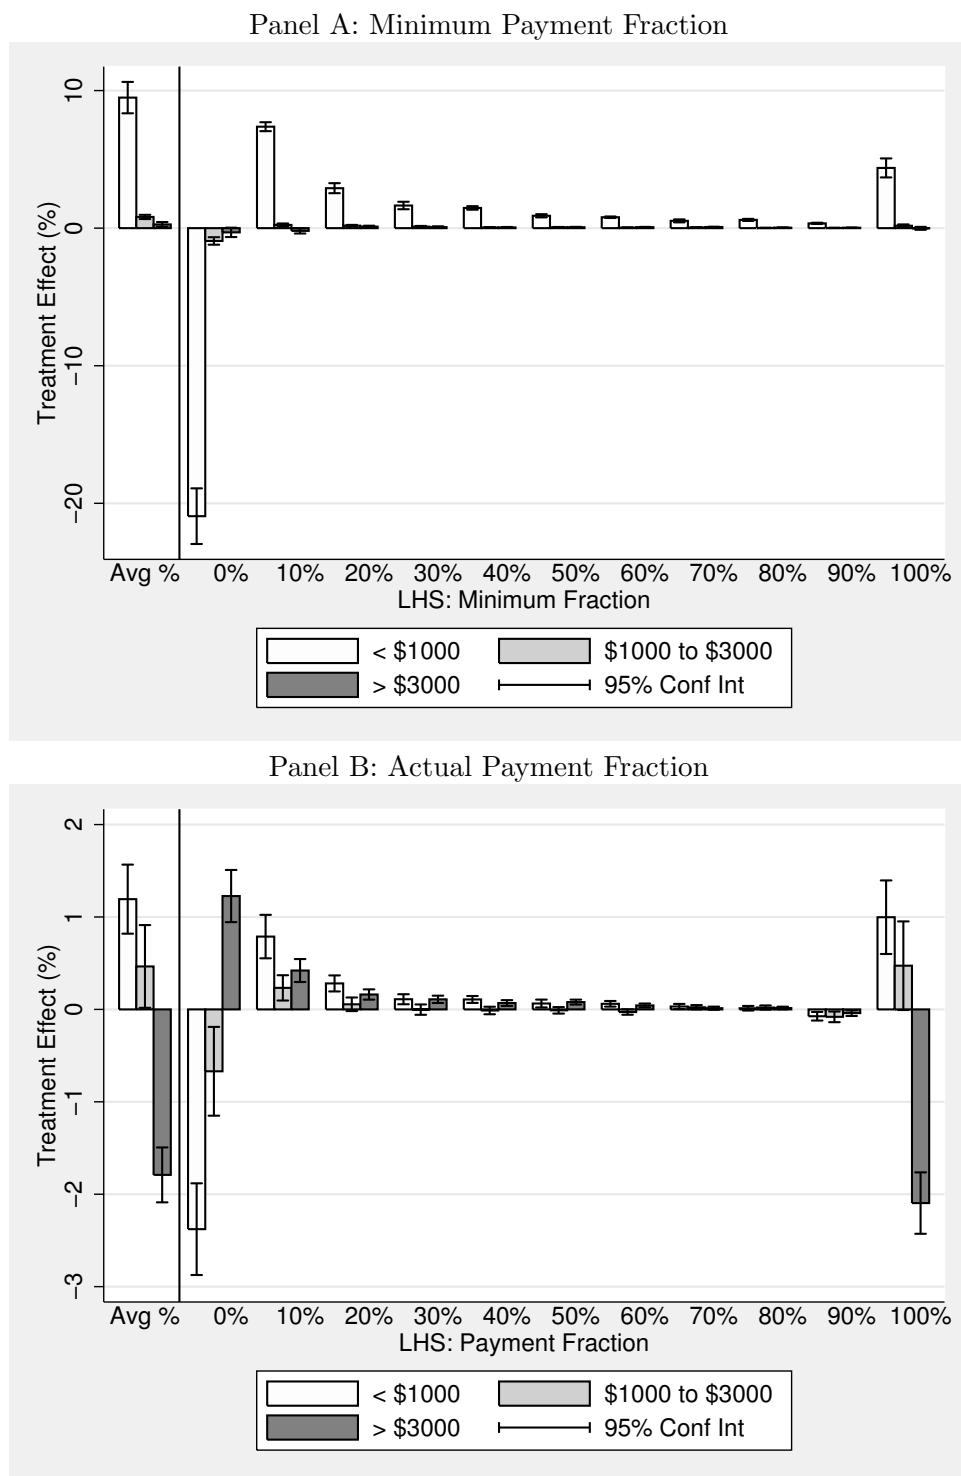 Panel A: Minimum Payment Fraction
Treatment Effect (%)
10
0
−10
−20
Avg % 0% 10% 20% 30% 40% 50% 60% 70% 80% 90% 100%
LHS: Minimum Fraction
< $1000 $1000 to $3000
> $3000 95% Conf Int
Panel B: Actual Payment Fraction
Treatment Effect (%)
2
1
0
−1
−2
−3
Avg % 0% 10% 20% 30% 40% 50% 60% 70% 80% 90% 100%
LHS: Payment Fraction
< $1000 $1000 to $3000
> $3000 95% Conf Int